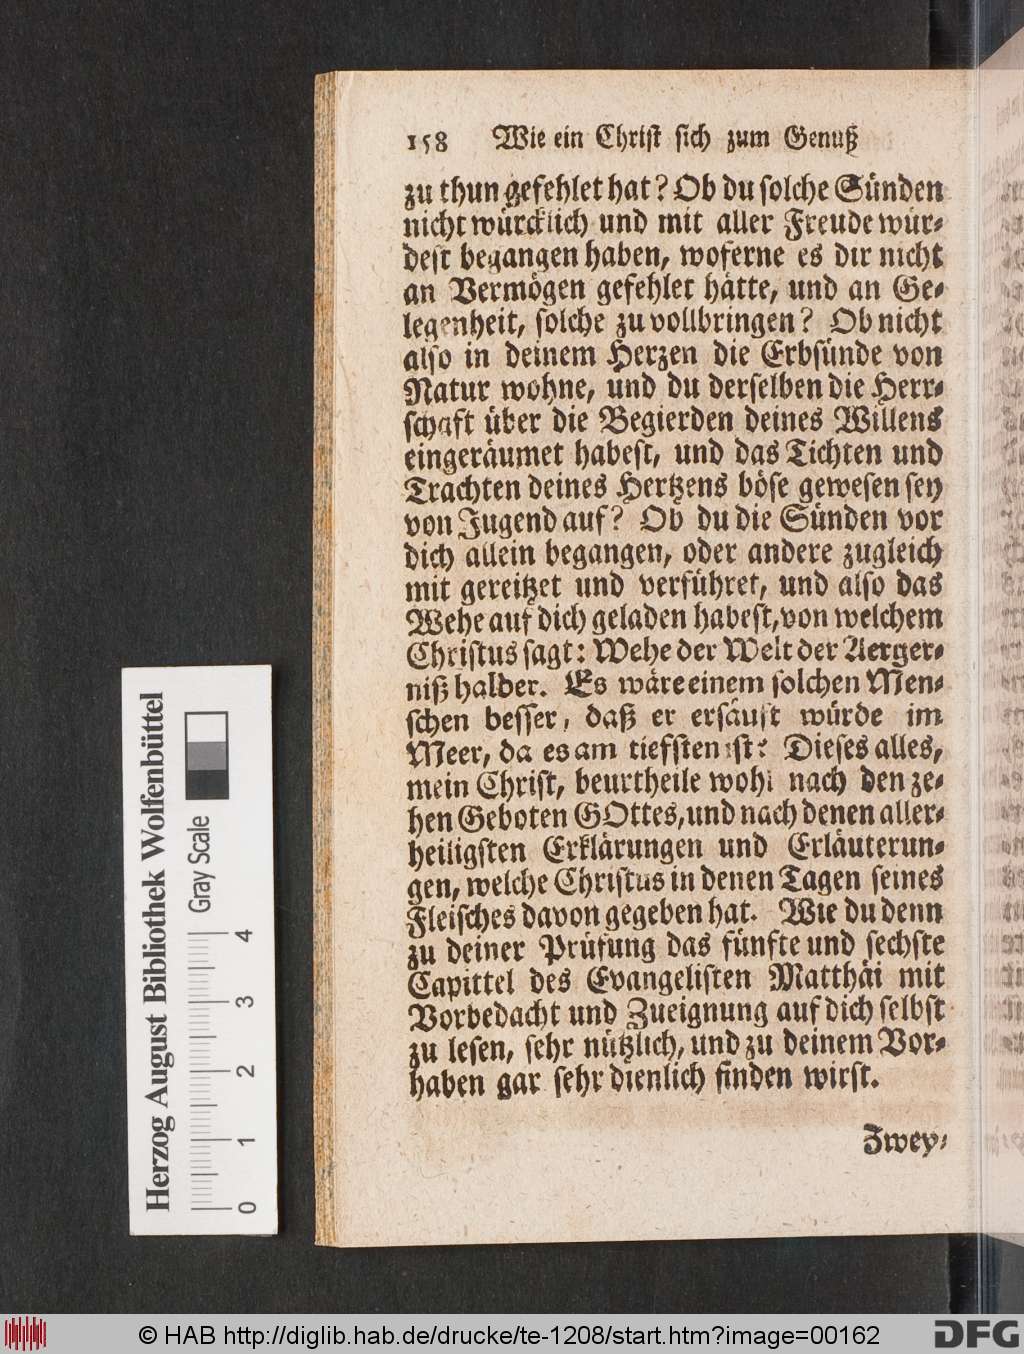 158 Wie ein Christ sich zum Genuß
zu thun gefehlet hat? Ob du solche Sünden
nicht würcklich und mit aller Freude wür-
dest begangen haben, woferne es dir nicht
an Vermögen gefehlet hätte, und an Ge-
legenheit, solche zu vollbringen? Ob nicht
also in deinem Herzen die Erbsünde von
Natur wohne, und du derselben die Herr-
schaft über die Begierden deines Willens
eingeräumet habest, und das Tichten und
Trachten deines Hertzens böse gewesen sey
von Jugend auf? Ob du die Sünden vor
dich allein begangen, oder andere zugleich
mit gereitzet und verführet, und also das
Wehe auf dich geladen habest, von welchem
Christus sagt: Wehe der Welt der Aerger-
niß halder. Es wäre einem solchen Men-
schen besser, daß er ersäuft würde im
Meer, da es am tiefsten ist? Dieses alles,
mein Christ, beurtheile wohl nach den ze-
hen Geboten GOttes, und nach denen aller-
heiligsten Erklärungen und Erläuterun-
gen, welche Christus in denen Tagen seines
Fleisches davon gegeben hat. Wie du denn
zu deiner Prüfung das fünfte und sechste
Capittel des Evangelisten Matthäi mit
Vorbedacht und Zueignung auf dich selbst
zu lesen, sehr nützlich, und zu deinem Vor-
haben gar sehr dienlich finden wirst.
Zwey-
Herzog August Bibliothek Wolfenbüttel
Gray Scale
0 1 2 3 4
© HAB http://diglib.hab.de/drucke/te-1208/start.htm?image=00162
DFG